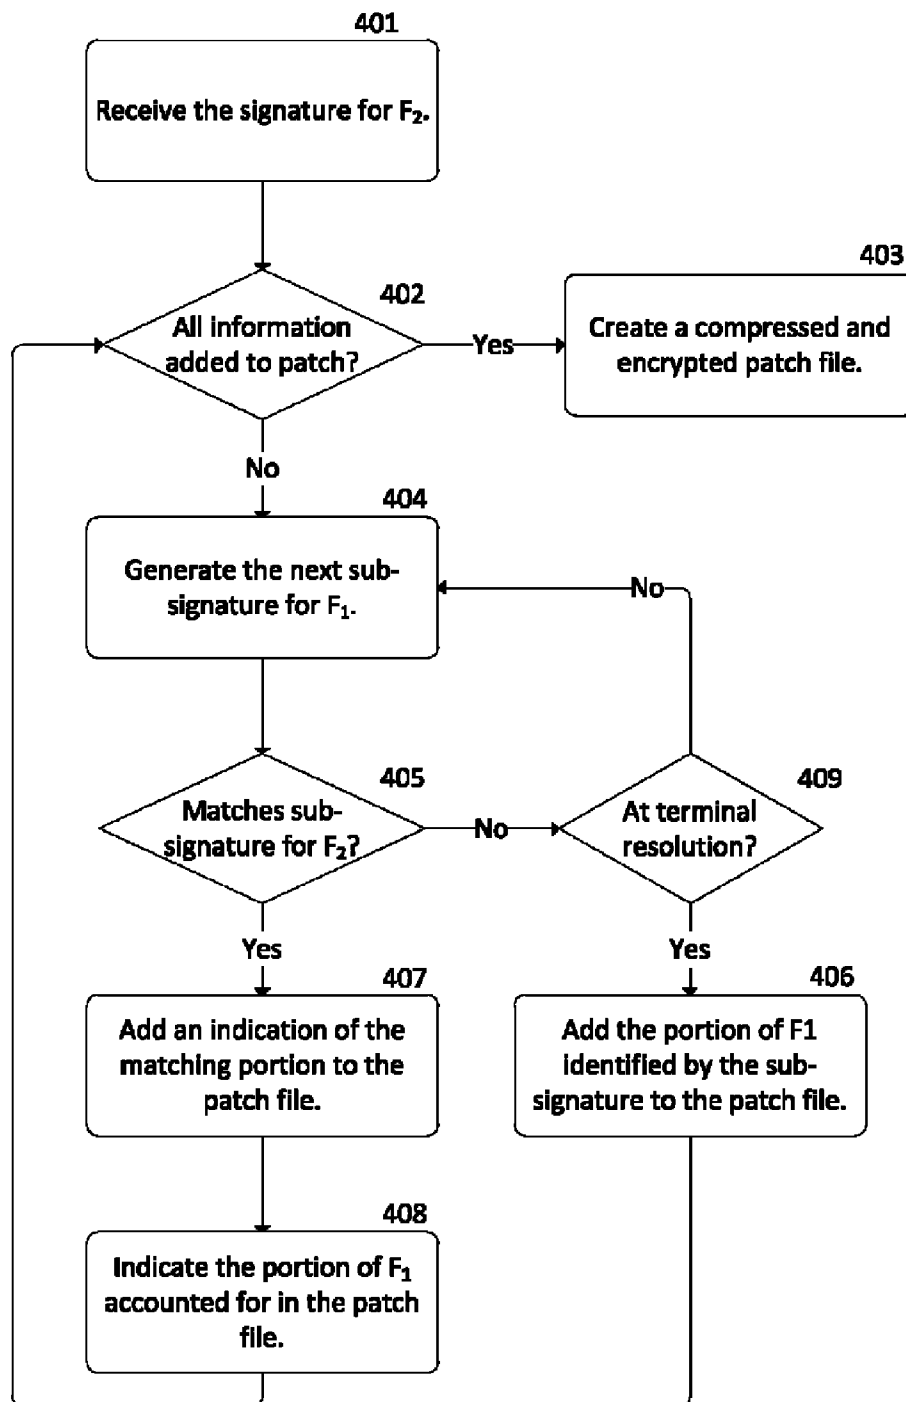 401
Receive the signature for F₂.
402
All information
added to patch?
Yes
403
Create a compressed and
encrypted patch file.
No
404
Generate the next sub-
signature for F₁.
No
405
Matches sub-
signature for F₂?
No
409
At terminal
resolution?
Yes
407
Add an indication of the
matching portion to the
patch file.
Yes
406
Add the portion of F1
identified by the sub-
signature to the patch file.
408
Indicate the portion of F₁
accounted for in the patch
file.